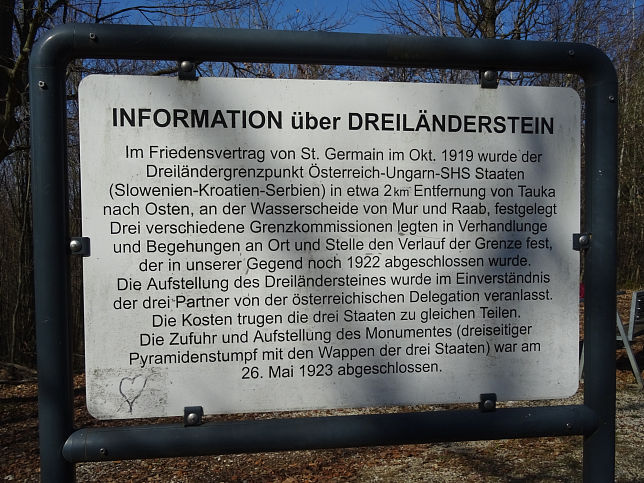 INFORMATION über DREILÄNDERSTEIN
Im Friedensvertrag von St. Germain im Okt. 1919 wurde der
Dreiländergrenzpunkt Österreich-Ungarn-SHS Staaten
(Slowenien-Kroatien-Serbien) in etwa 2 km Entfernung von Tauka
nach Osten, an der Wasserscheide von Mur und Raab, festgelegt
Drei verschiedene Grenzkommissionen legten in Verhandlunge
und Begehungen an Ort und Stelle den Verlauf der Grenze fest,
der in unserer Gegend noch 1922 abgeschlossen wurde.
Die Aufstellung des Dreiländersteines wurde im Einverständnis
der drei Partner von der österreichischen Delegation veranlasst.
Die Kosten trugen die drei Staaten zu gleichen Teilen.
Die Zufuhr und Aufstellung des Monumentes (dreiseitiger
Pyramidenstumpf mit den Wappen der drei Staaten) war am
26. Mai 1923 abgeschlossen.